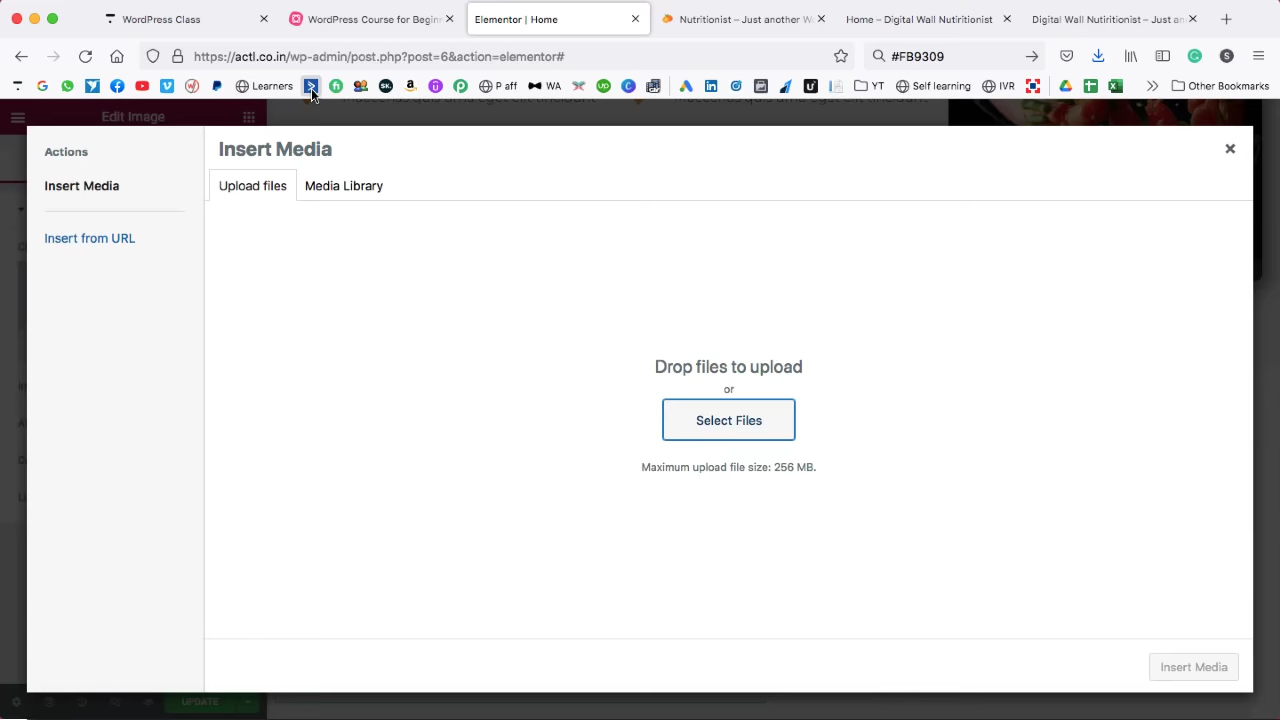 WordPress Class
WordPress Course for Beginn
Elementor | Home
Nutritionist – Just another W
Home – Digital Wall Nutiritionist
Digital Wall Nutiritionist – Just an
https://actl.co.in/wp-admin/post.php?post=6&action=elementor#
#FB9309
Learners
P aff
WA
YT
Self learning
IVR
Other Bookmarks
Edit Image
Actions
Insert Media
Insert from URL
Insert Media
Upload files
Media Library
Drop files to upload
or
Select Files
Maximum upload file size: 256 MB.
Insert Media
UPDATE